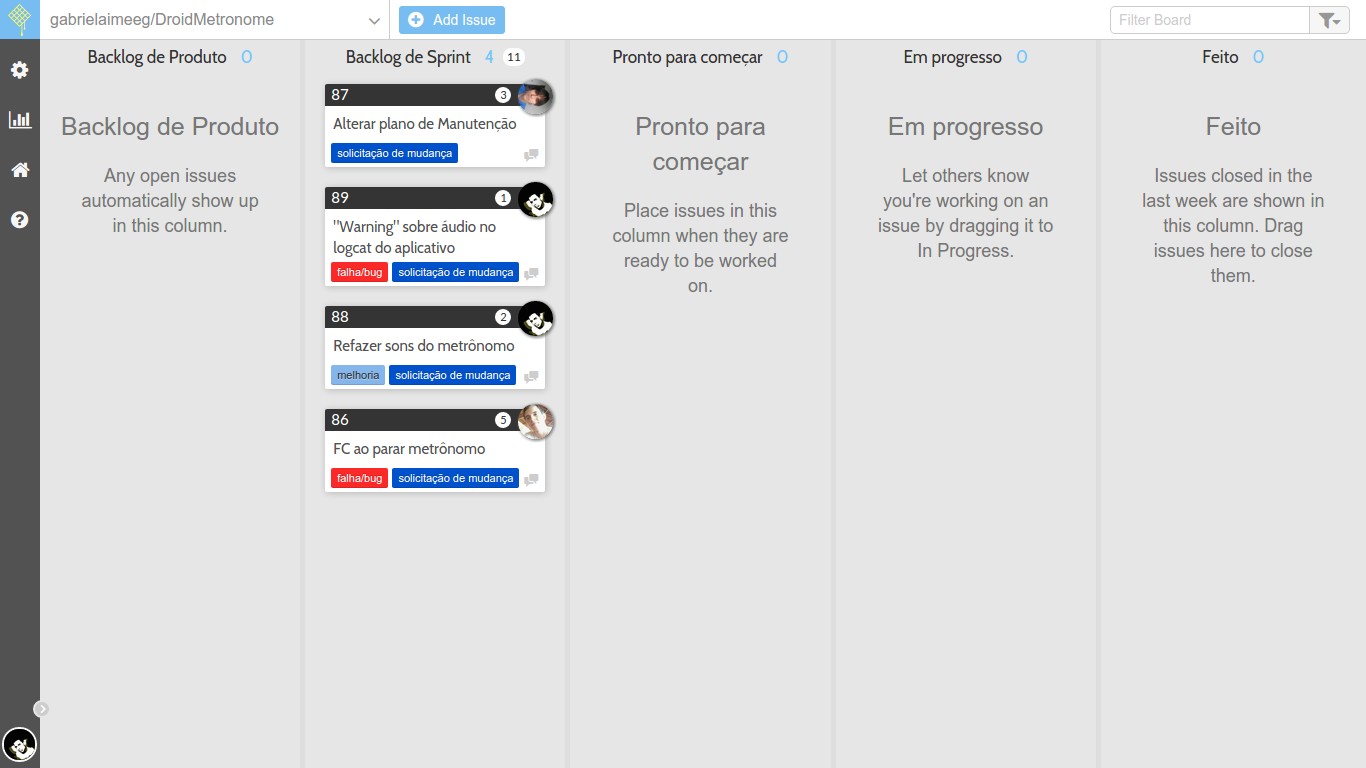 gabrielaimeeg/DroidMetronome
Add Issue
Filter Board
Backlog de Produto 0
Backlog de Produto
Any open issues
automatically show up
in this column.
Backlog de Sprint 4 11
87 3
Alterar plano de Manutenção
solicitação de mudança
89 1
"Warning" sobre áudio no
logcat do aplicativo
falha/bug solicitação de mudança
88 2
Refazer sons do metrônomo
melhoria solicitação de mudança
86 5
FC ao parar metrônomo
falha/bug solicitação de mudança
Pronto para começar 0
Pronto para
começar
Place issues in this
column when they are
ready to be worked
on.
Em progresso 0
Em progresso
Let others know
you're working on an
issue by dragging it to
In Progress.
Feito 0
Feito
Issues closed in the
last week are shown in
this column. Drag
issues here to close
them.